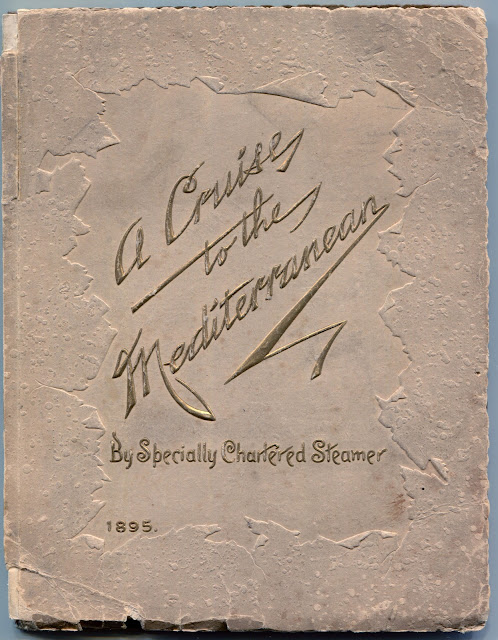 A Cruise
to the
Mediterranean
By Specially Chartered Steamer
1895.